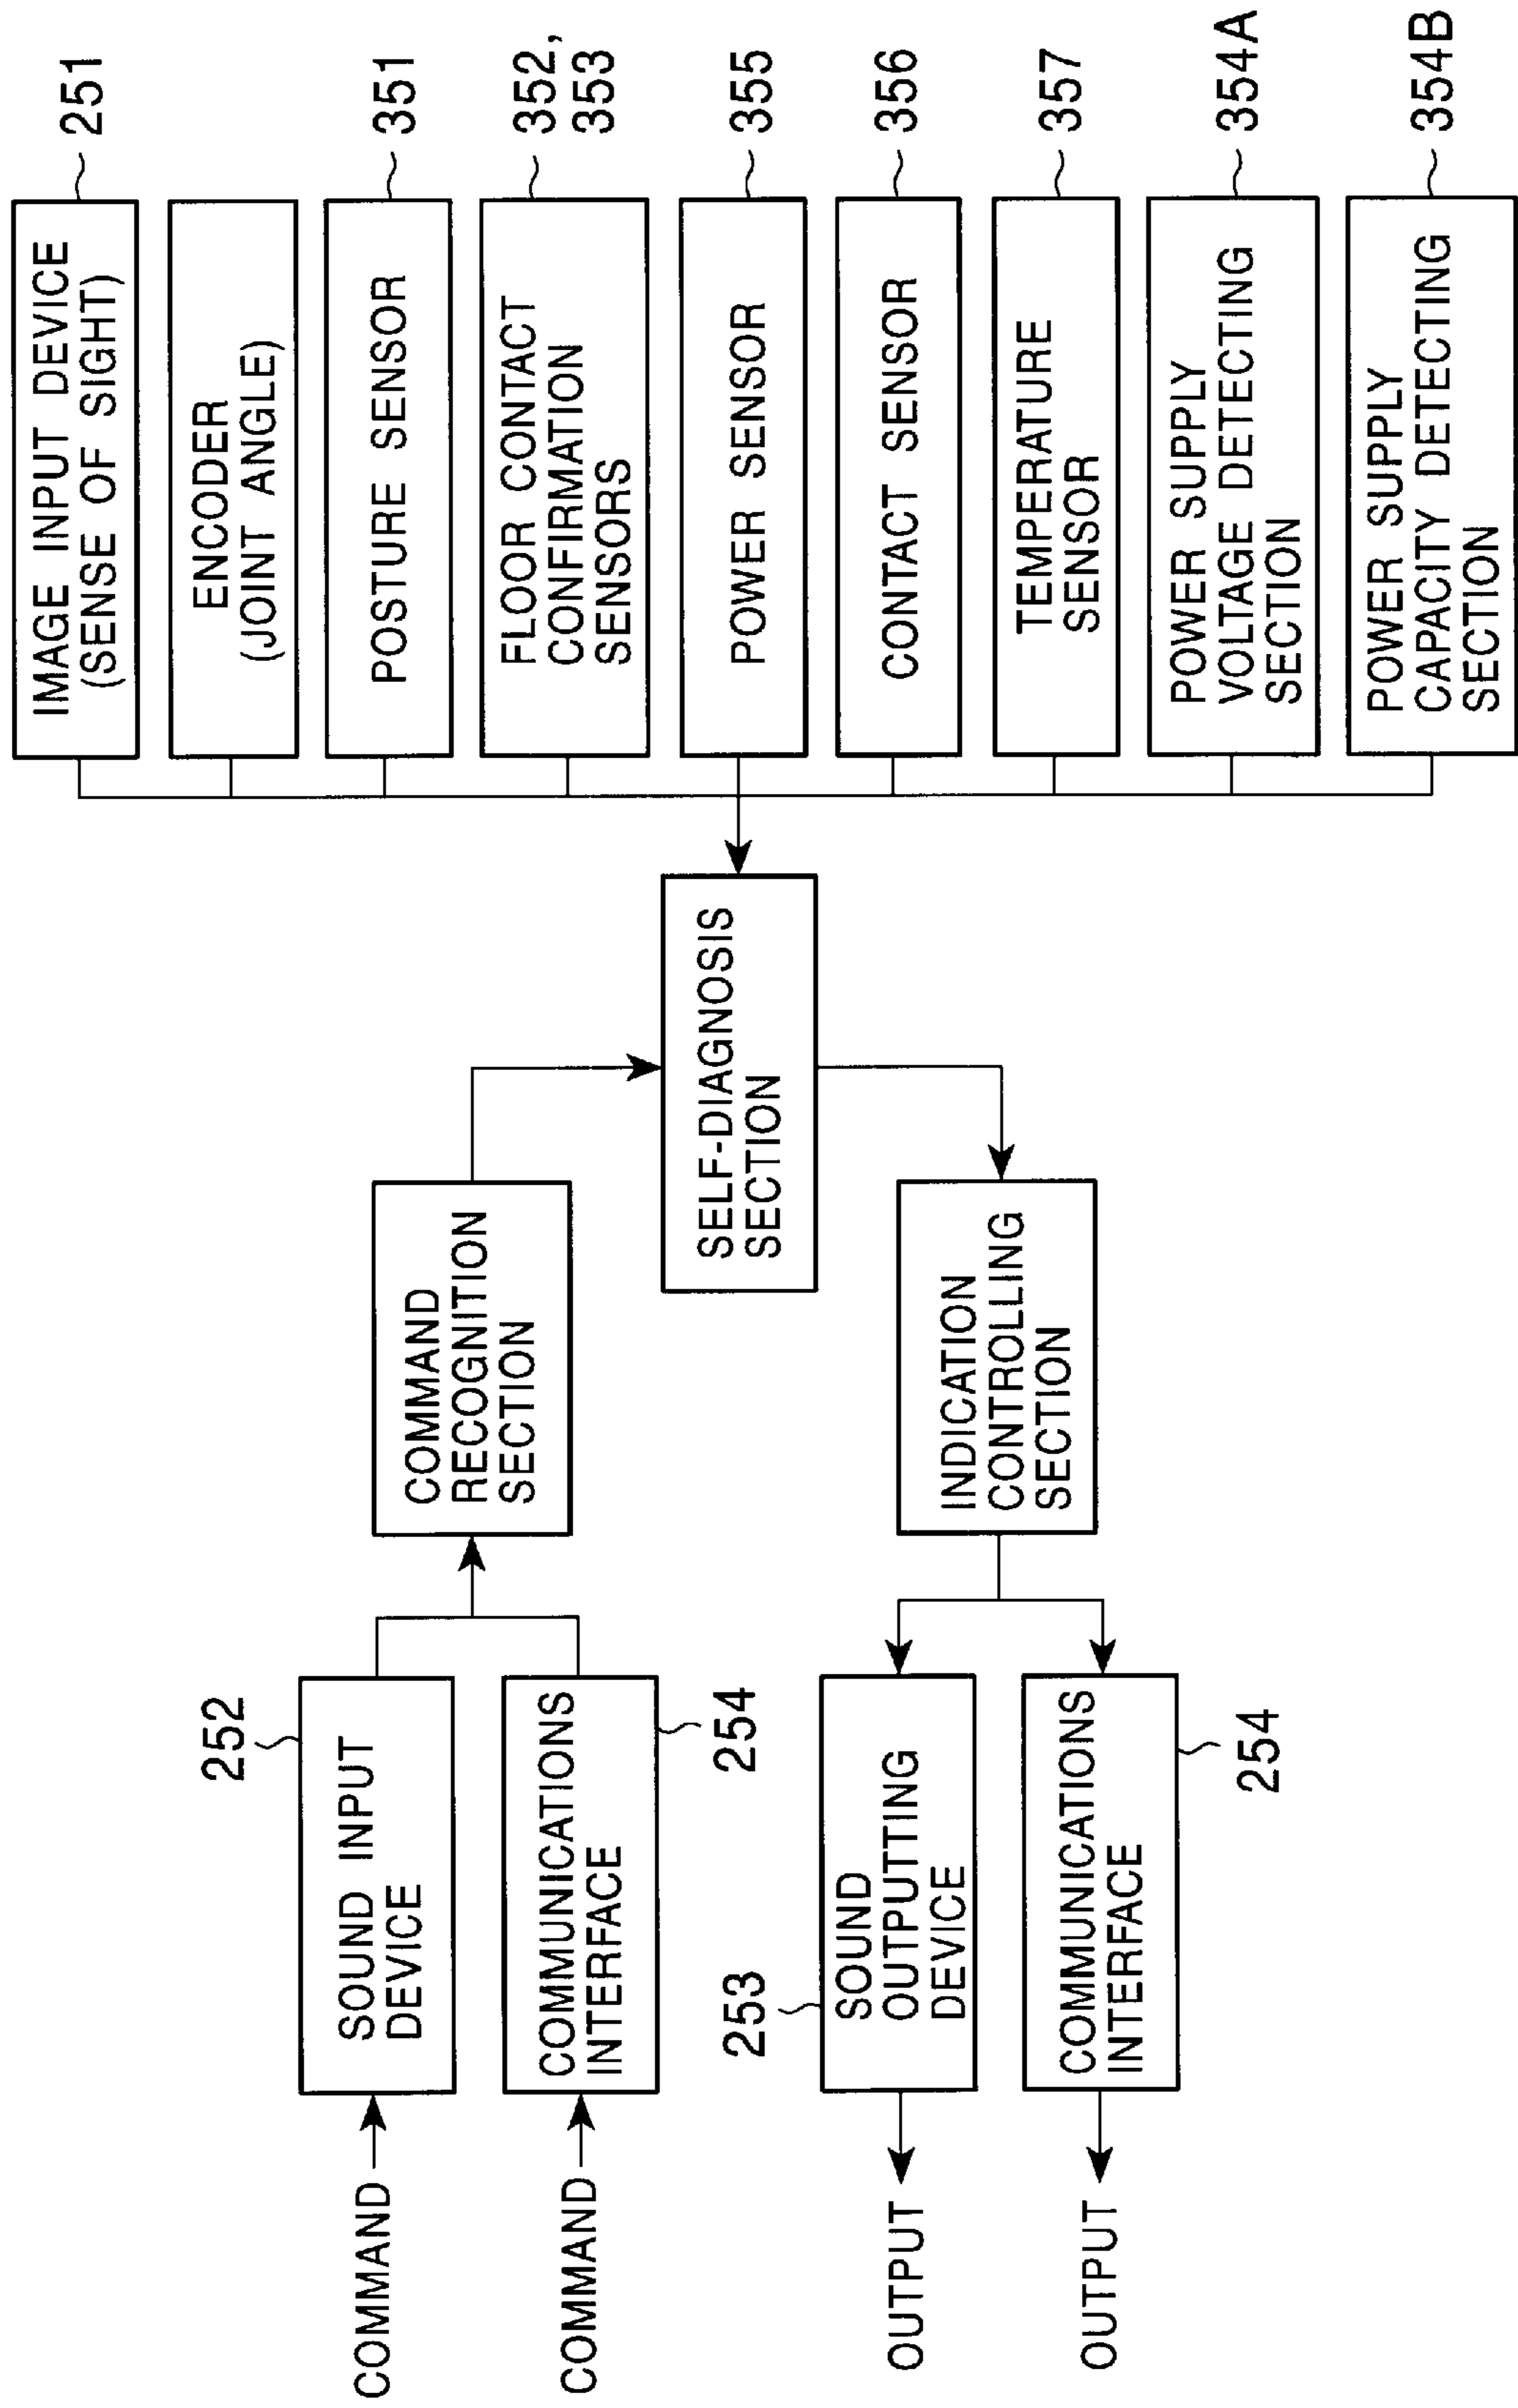 COMMAND
COMMAND
252
SOUND INPUT
DEVICE
COMMUNICATIONS
INTERFACE
254
COMMAND
RECOGNITION
SECTION
SELF-DIAGNOSIS
SECTION
INDICATION
CONTROLLING
SECTION
253
SOUND
OUTPUTTING
DEVICE
COMMUNICATIONS
INTERFACE
254
OUTPUT
OUTPUT
IMAGE INPUT DEVICE
(SENSE OF SIGHT)
251
ENCODER
(JOINT ANGLE)
POSTURE SENSOR
351
FLOOR CONTACT
CONFIRMATION
SENSORS
352,
353
POWER SENSOR
355
CONTACT SENSOR
356
TEMPERATURE
SENSOR
357
POWER SUPPLY
VOLTAGE DETECTING
SECTION
354A
POWER SUPPLY
CAPACITY DETECTING
SECTION
354B